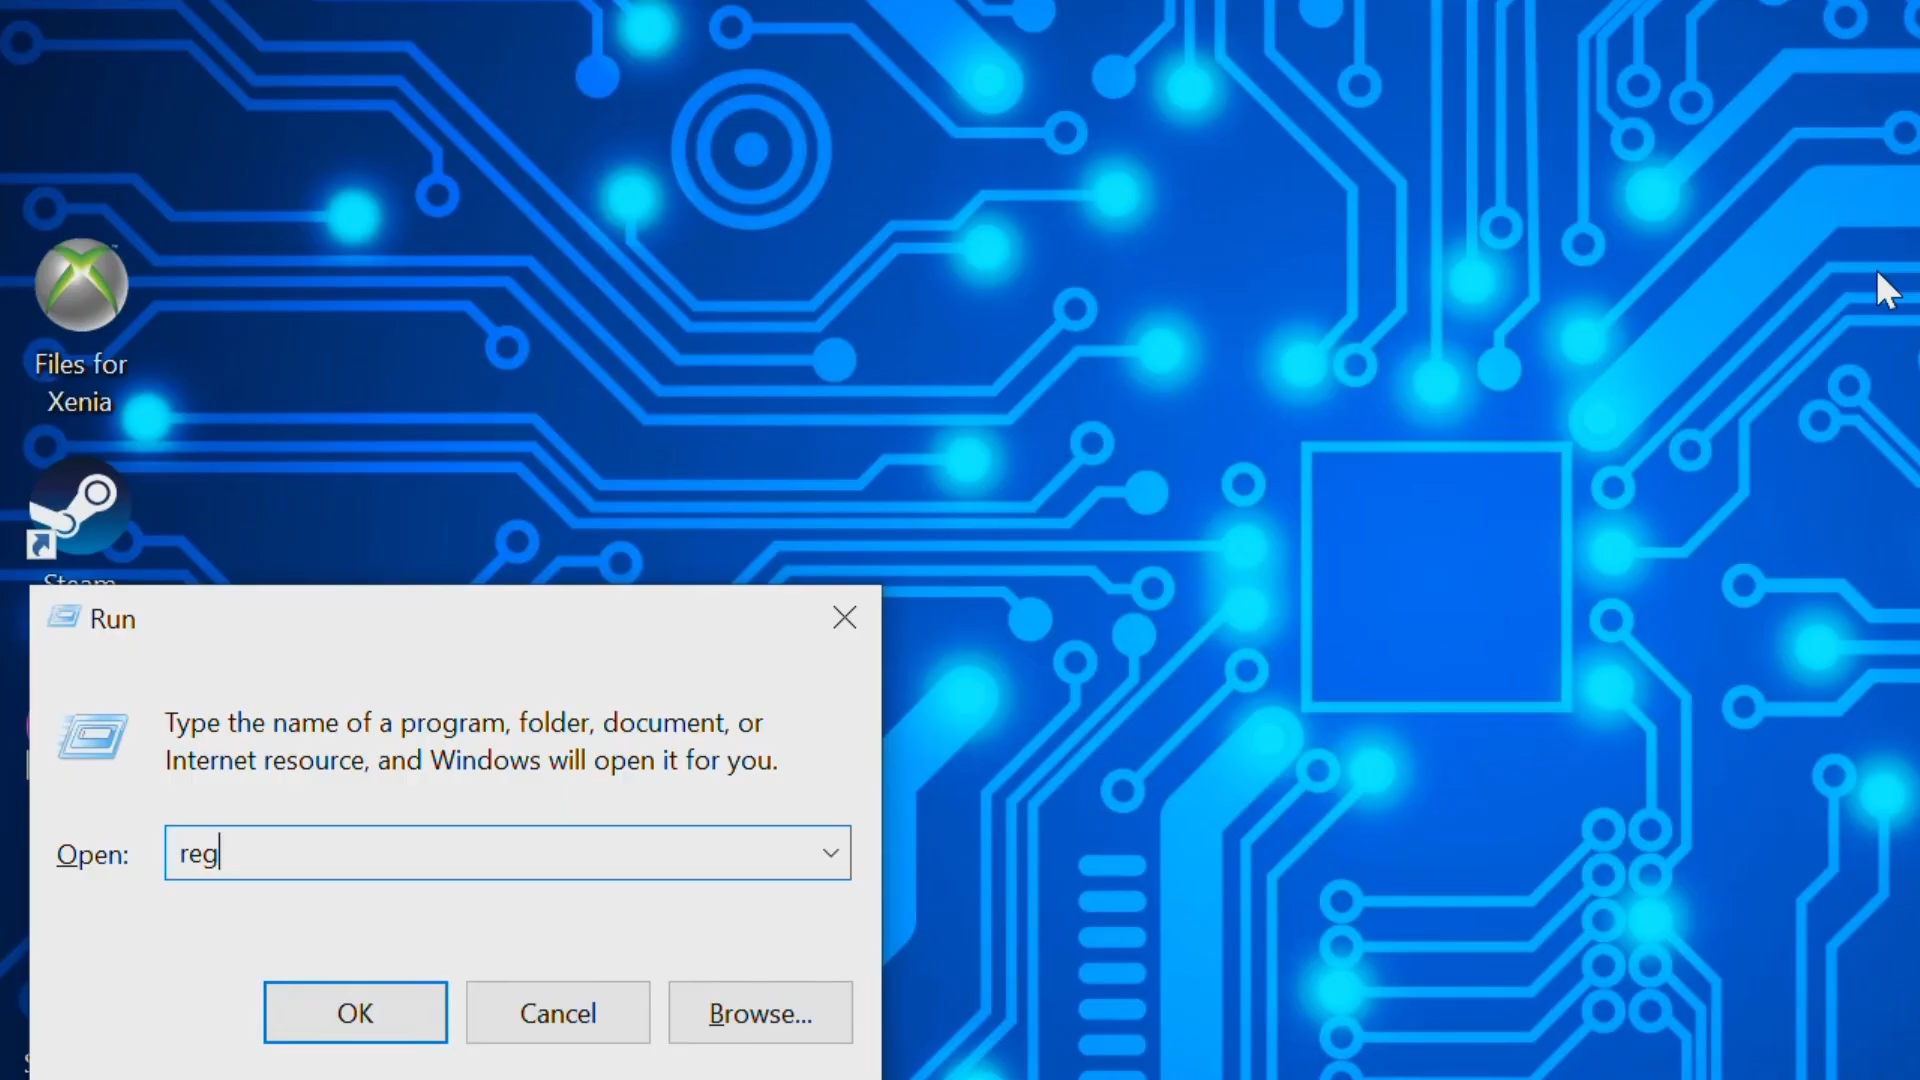 Files for
Xenia
Steam
Run
Type the name of a program, folder, document, or
Internet resource, and Windows will open it for you.
Open:
reg
OK
Cancel
Browse...